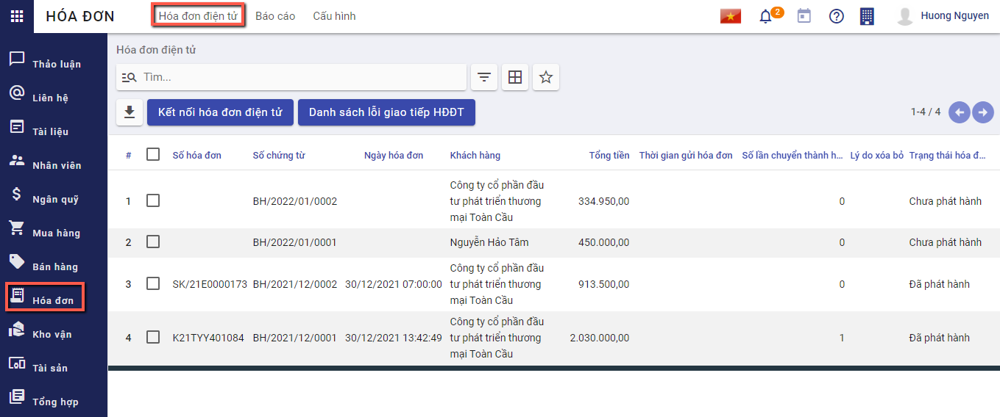 HÓA ĐƠN Hóa đơn điện tử Báo cáo Cấu hình 2 Huong Nguyen
Thảo luận
Liên hệ
Tài liệu
Nhân viên
Ngân quỹ
Mua hàng
Bán hàng
Hóa đơn
Kho vận
Tài sản
Tổng hợp
Hóa đơn điện tử
Tìm...
Kết nối hóa đơn điện tử Danh sách lỗi giao tiếp HĐĐT 1-4 / 4
# Số hóa đơn Số chứng từ Ngày hóa đơn Khách hàng Tổng tiền Thời gian gửi hóa đơn Số lần chuyển thành h... Lý do xóa bỏ Trạng thái hóa đ...
Công ty cổ phần đầu
1 BH/2022/01/0002 tư phát triển thương 334.950,00 0 Chưa phát hành
mại Toàn Cầu
2 BH/2022/01/0001 Nguyễn Hảo Tâm 450.000,00 0 Chưa phát hành
Công ty cổ phần đầu
3 SK/21E0000173 BH/2021/12/0002 30/12/2021 07:00:00 tư phát triển thương 913.500,00 0 Đã phát hành
mại Toàn Cầu
Công ty cổ phần đầu
4 K21TYY401084 BH/2021/12/0001 30/12/2021 13:42:49 tư phát triển thương 2.030.000,00 1 Đã phát hành
mại Toàn Cầu